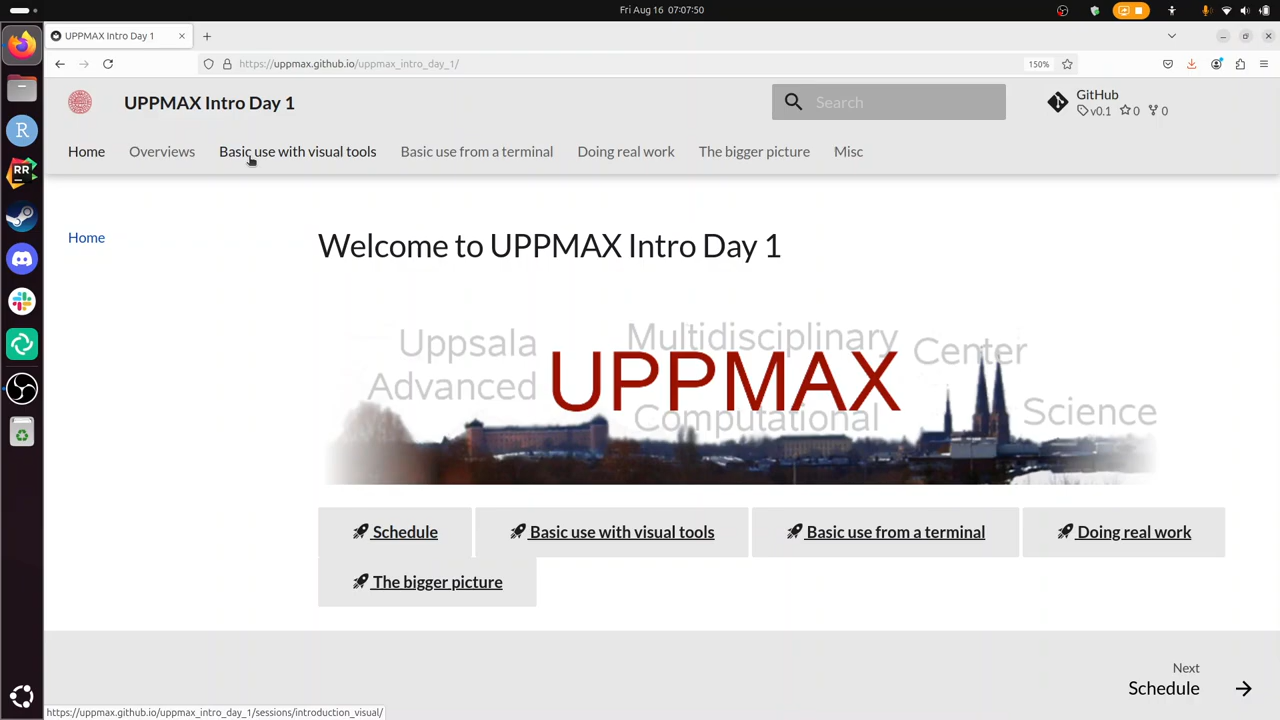 Fri Aug 16 07:07:50
UPPMAX Intro Day 1
https://uppmax.github.io/uppmax_intro_day_1/
150%
UPPMAX Intro Day 1
Search
GitHub
v0.1 0 0
Home Overviews Basic use with visual tools Basic use from a terminal Doing real work The bigger picture Misc
Home
Welcome to UPPMAX Intro Day 1
Uppsala Multidisciplinary Center
Advanced UPPMAX
Computational Science
Schedule Basic use with visual tools Basic use from a terminal Doing real work
The bigger picture
Next
Schedule
https://uppmax.github.io/uppmax_intro_day_1/sessions/introduction_visual/
R
RR